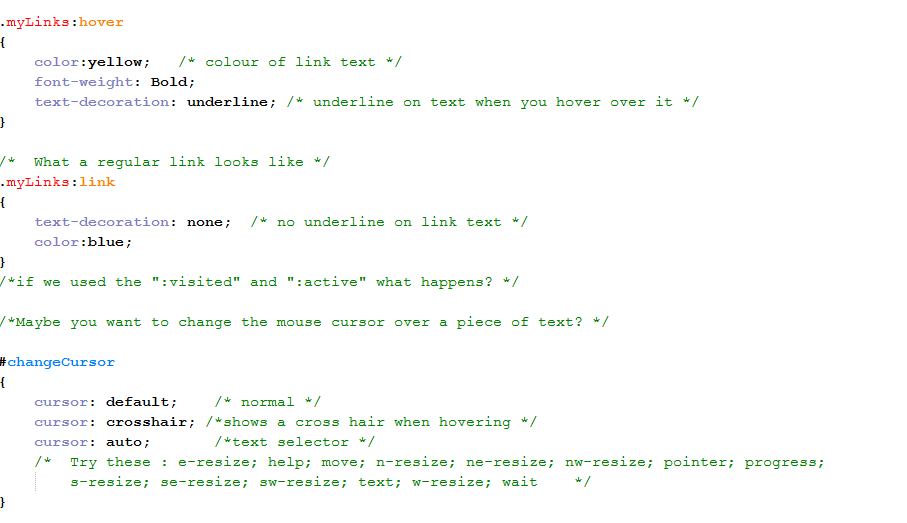 .myLinks:hover
{
    color:yellow;   /* colour of link text */
    font-weight: Bold;
    text-decoration: underline; /* underline on text when you hover over it */
}

/*  What a regular link looks like */
.myLinks:link
{
    text-decoration: none;  /* no underline on link text */
    color:blue;
}
/*if we used the ":visited" and ":active" what happens? */

/*Maybe you want to change the mouse cursor over a piece of text? */

#changeCursor
{
    cursor: default;    /* normal */
    cursor: crosshair; /*shows a cross hair when hovering */
    cursor: auto;       /*text selector */
    /*  Try these : e-resize; help; move; n-resize; ne-resize; nw-resize; pointer; progress;
        s-resize; se-resize; sw-resize; text; w-resize; wait    */
}